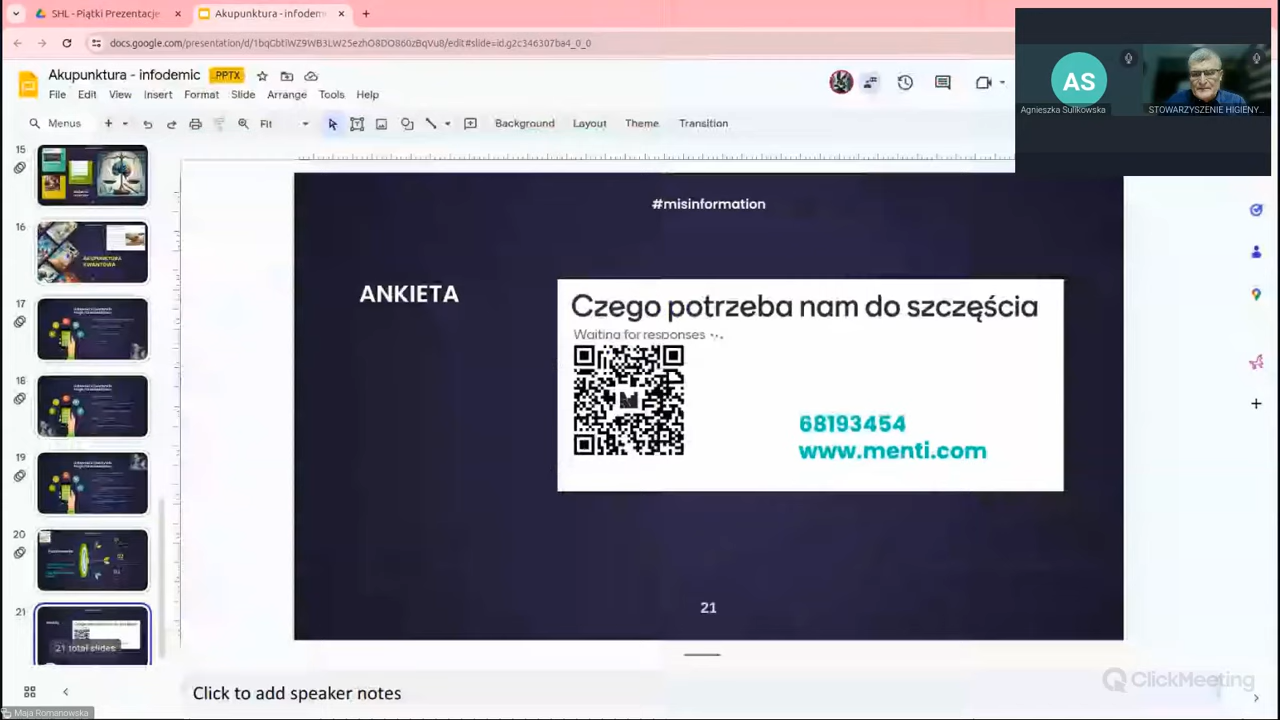 SHL - Piątki Prezentacje
Akupunktura - infodemic
docs.google.com/presentation/d/1bqCbtiWZ9WB3LW25ezhO8DO860zBqVu8/edit#slide=id.g2c346307ba4_0_0
Akupunktura - infodemic
.PPTX
File Edit View Insert Format Slide Arrange Tools Help
Menus
Background Layout Theme Transition
AS
Agnieszka Sulikowska
STOWARZYSZENIE HIGIENY...
15
16
AKUPUNKTURA
KWANTOWA
17
18
19
20
21
21 total slides
#misinformation
ANKIETA
Czego potrzeba nam do szczęścia
Waiting for responses
68193454
www.menti.com
21
Click to add speaker notes
ClickMeeting
Maja Romanowska